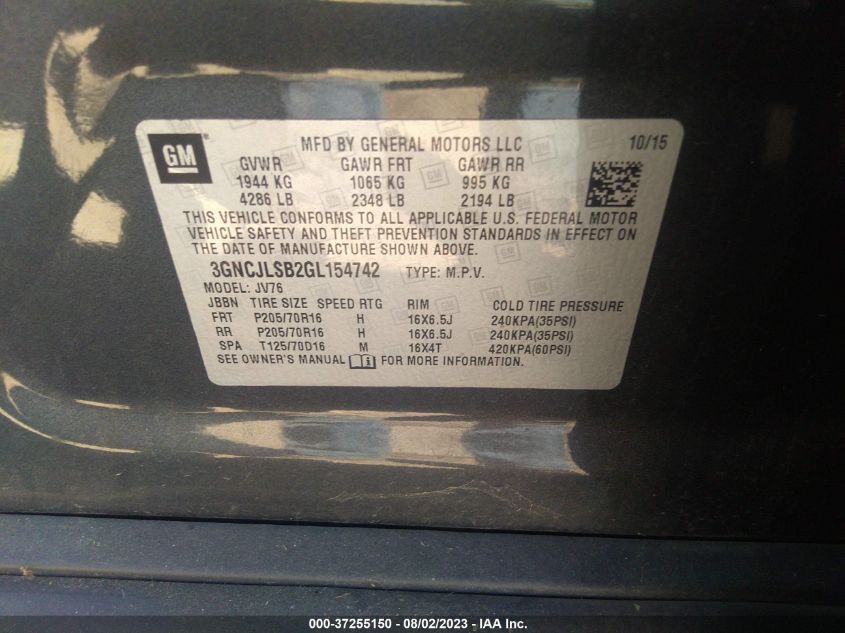 GM
MFD BY GENERAL MOTORS LLC 10/15
GVWR GAWR FRT GAWR RR
1944 KG 1065 KG 995 KG
4286 LB 2348 LB 2194 LB
THIS VEHICLE CONFORMS TO ALL APPLICABLE U.S. FEDERAL MOTOR
VEHICLE SAFETY AND THEFT PREVENTION STANDARDS IN EFFECT ON
THE DATE OF MANUFACTURE SHOWN ABOVE.
3GNCJLSB2GL154742 TYPE: M.P.V.
MODEL: JV76
JBBN TIRE SIZE SPEED RTG RIM COLD TIRE PRESSURE
FRT P205/70R16 H 16X6.5J 240KPA(35PSI)
RR P205/70R16 H 16X6.5J 240KPA(35PSI)
SPA T125/70D16 M 16X4T 420KPA(60PSI)
SEE OWNER'S MANUAL FOR MORE INFORMATION.
000-37255150 - 08/02/2023 - © IAA Inc.